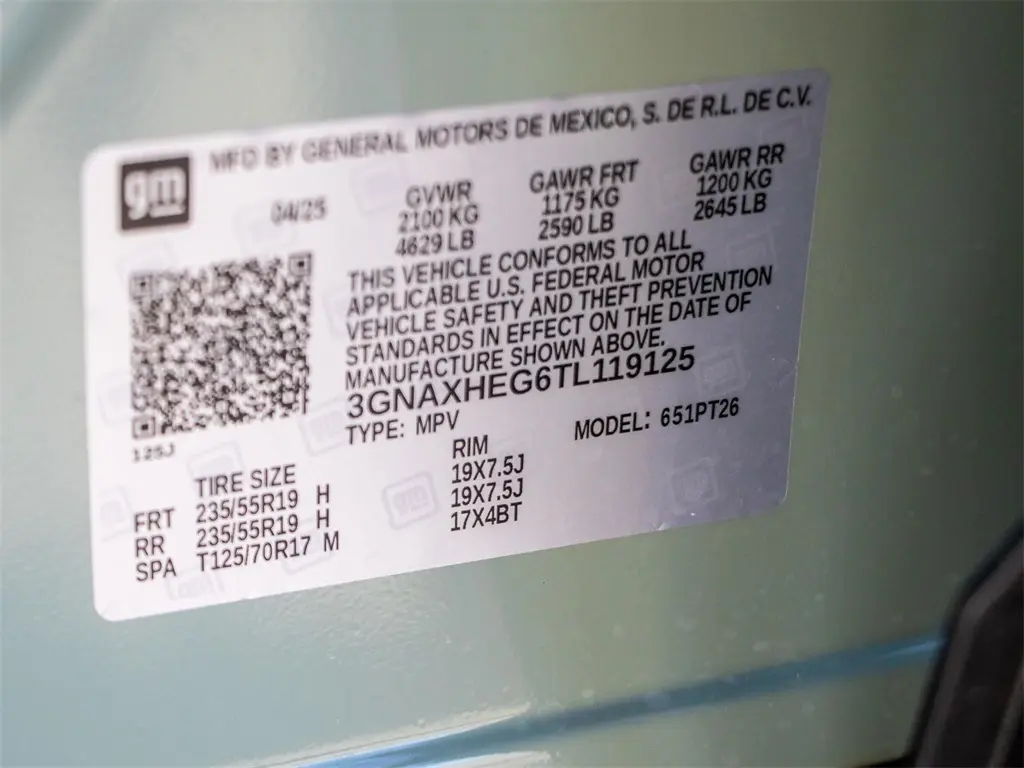 MFD BY GENERAL MOTORS DE MEXICO, S. DE R.L. DE C.V.
gm
04/25 GVWR GAWR FRT GAWR RR
2100 KG 1175 KG 1200 KG
4629 LB 2590 LB 2645 LB
THIS VEHICLE CONFORMS TO ALL
APPLICABLE U.S. FEDERAL MOTOR
VEHICLE SAFETY AND THEFT PREVENTION
STANDARDS IN EFFECT ON THE DATE OF
MANUFACTURE SHOWN ABOVE.
3GNAXHEG6TL119125
125J
TYPE: MPV MODEL: 651PT26
TIRE SIZE RIM
FRT 235/55R19 H 19X7.5J
RR 235/55R19 H 19X7.5J
SPA T125/70R17 M 17X4BT